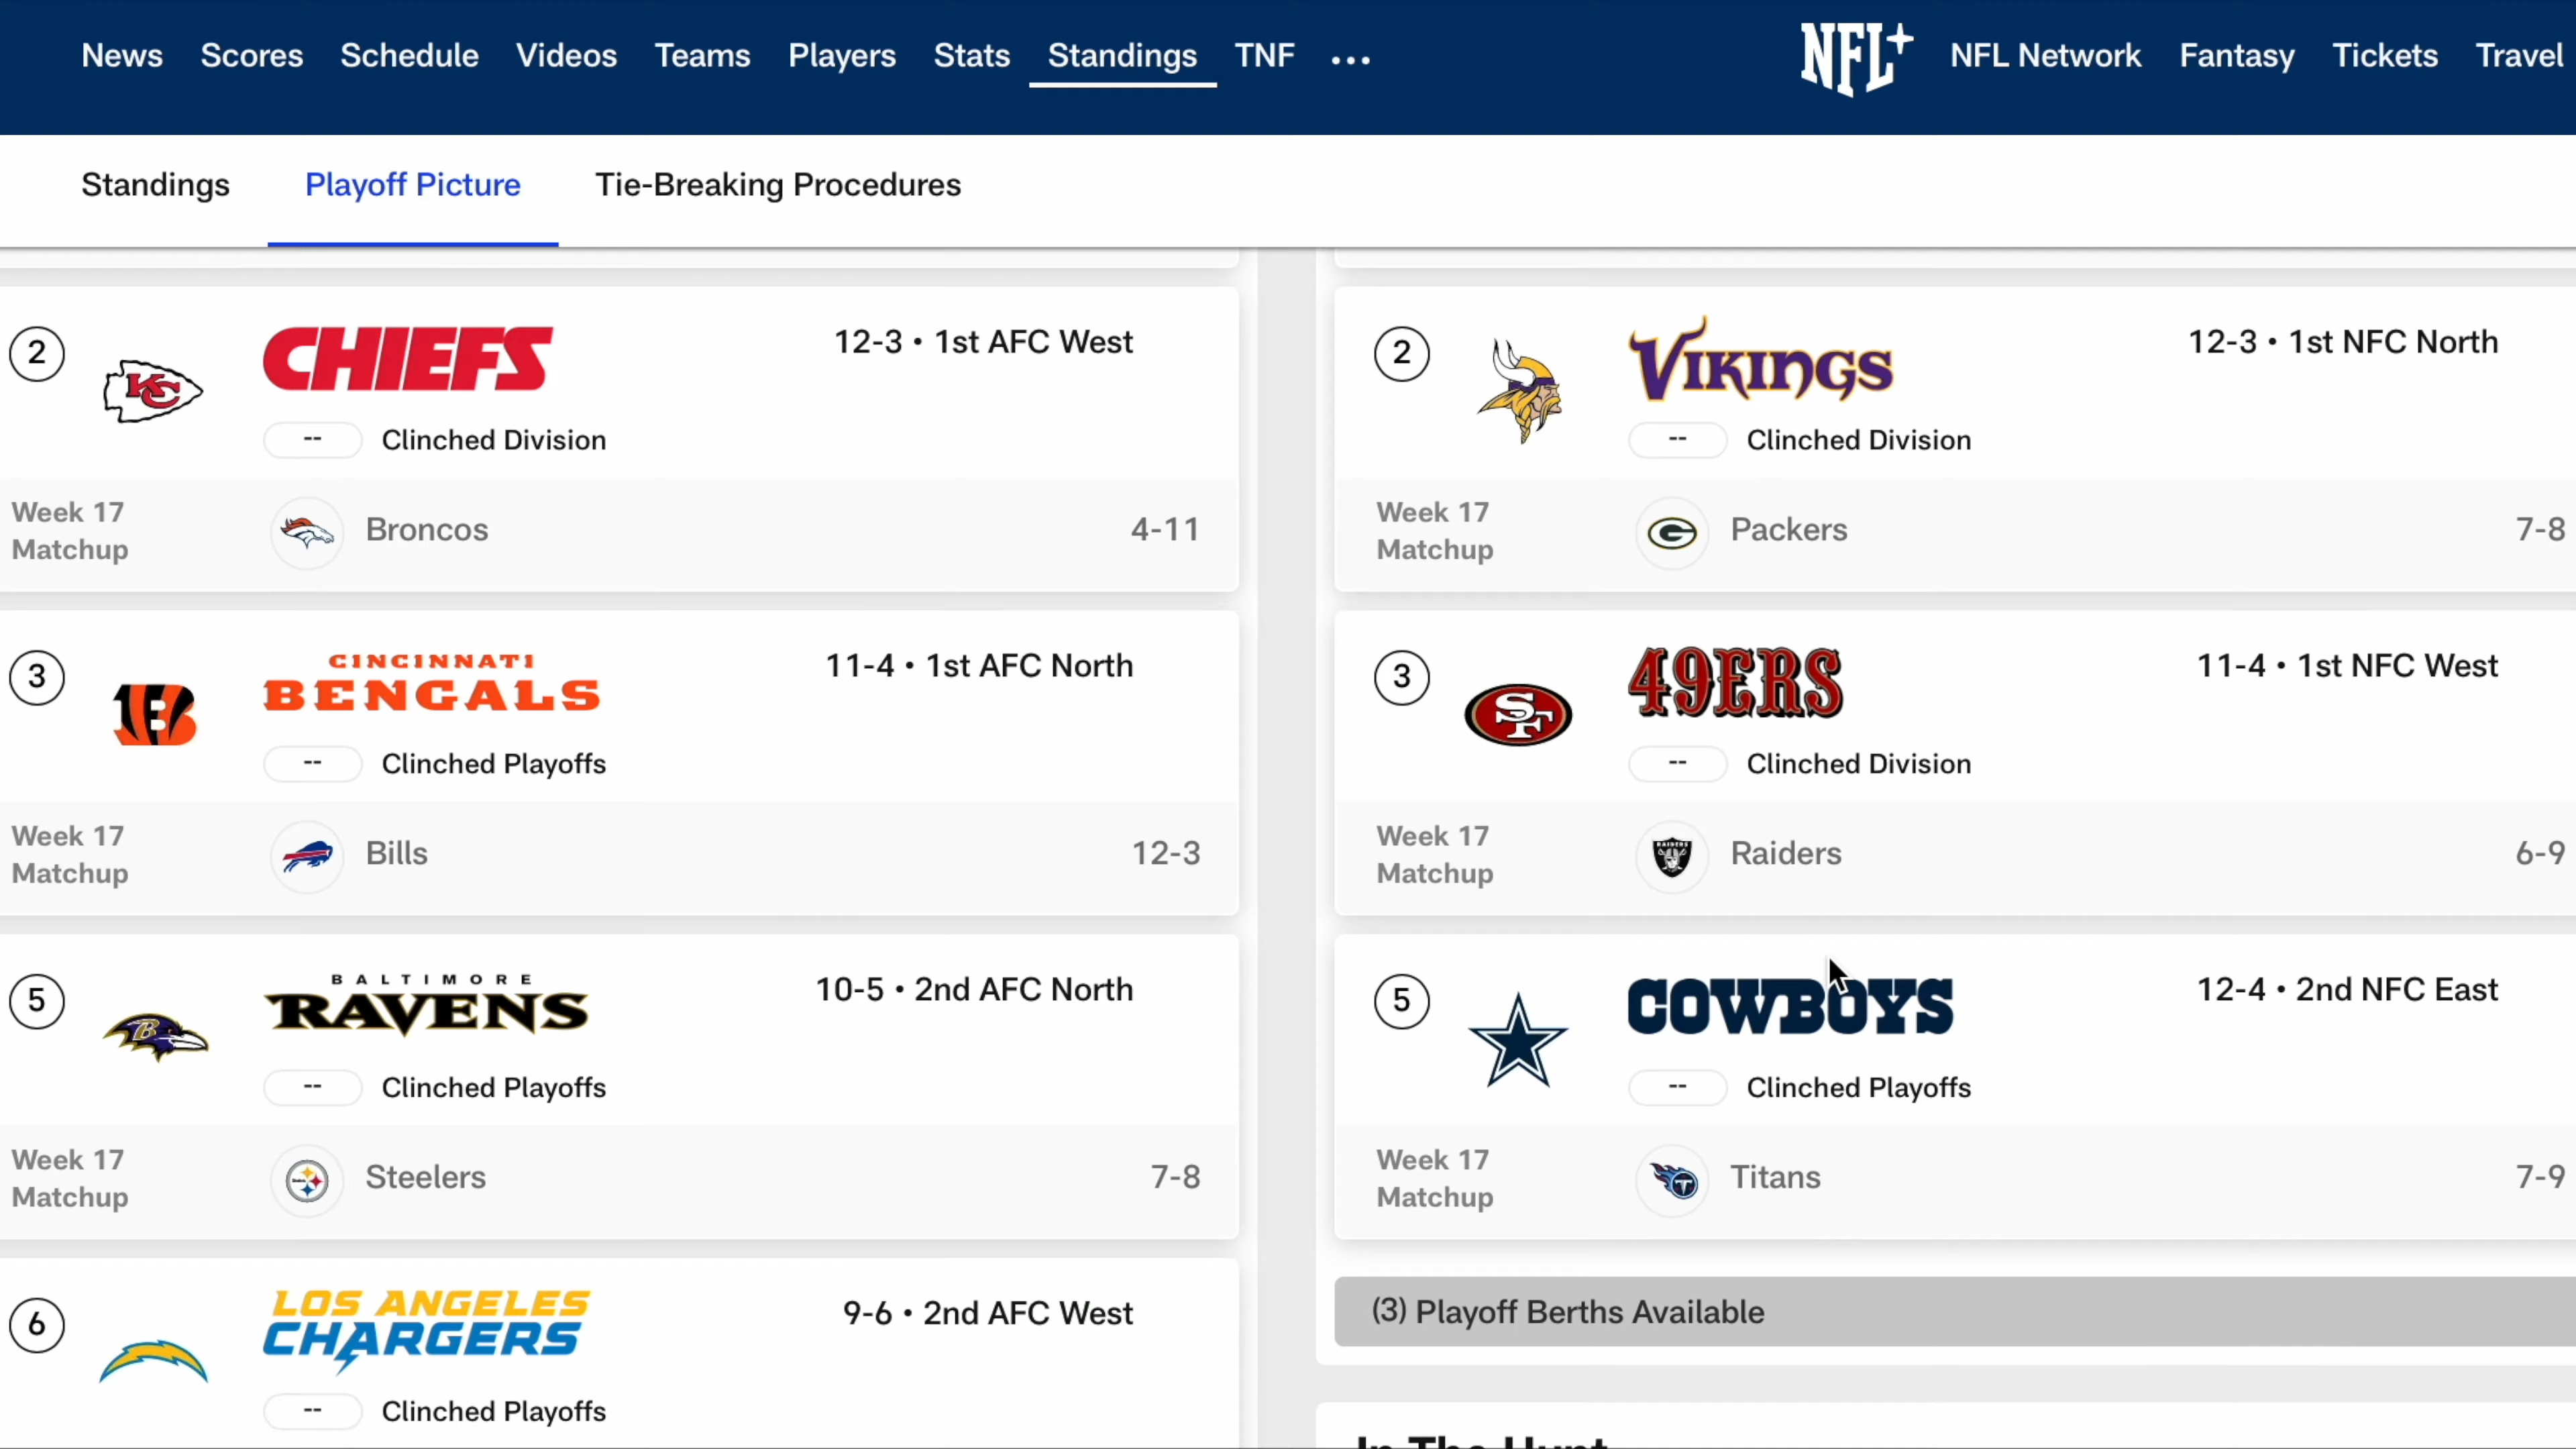 News Scores Schedule Videos Teams Players Stats Standings TNF ... NFL+ NFL Network Fantasy Tickets Travel
Standings Playoff Picture Tie-Breaking Procedures
2 KC CHIEFS 12-3 • 1st AFC West
-- Clinched Division
Week 17 Matchup Broncos 4-11
3 B CINCINNATI BENGALS 11-4 • 1st AFC North
-- Clinched Playoffs
Week 17 Matchup Bills 12-3
5 B BALTIMORE RAVENS 10-5 • 2nd AFC North
-- Clinched Playoffs
Week 17 Matchup Steelers 7-8
6 LOS ANGELES CHARGERS 9-6 • 2nd AFC West
-- Clinched Playoffs
2 VIKINGS 12-3 • 1st NFC North
-- Clinched Division
Week 17 Matchup G Packers 7-8
3 SF 49ERS 11-4 • 1st NFC West
-- Clinched Division
Week 17 Matchup RAIDERS Raiders 6-9
5 COWBOYS 12-4 • 2nd NFC East
-- Clinched Playoffs
Week 17 Matchup T Titans 7-9
(3) Playoff Berths Available
In The Hunt